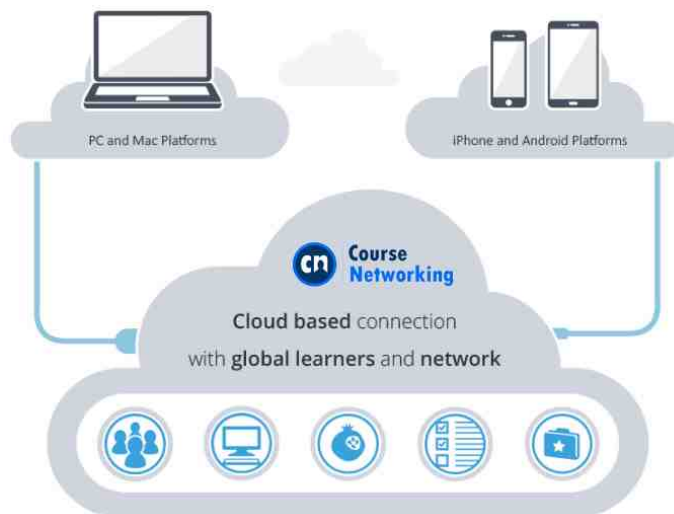 PC and Mac Platforms
iPhone and Android Platforms
cn Course
Networking
Cloud based connection
with global learners and network